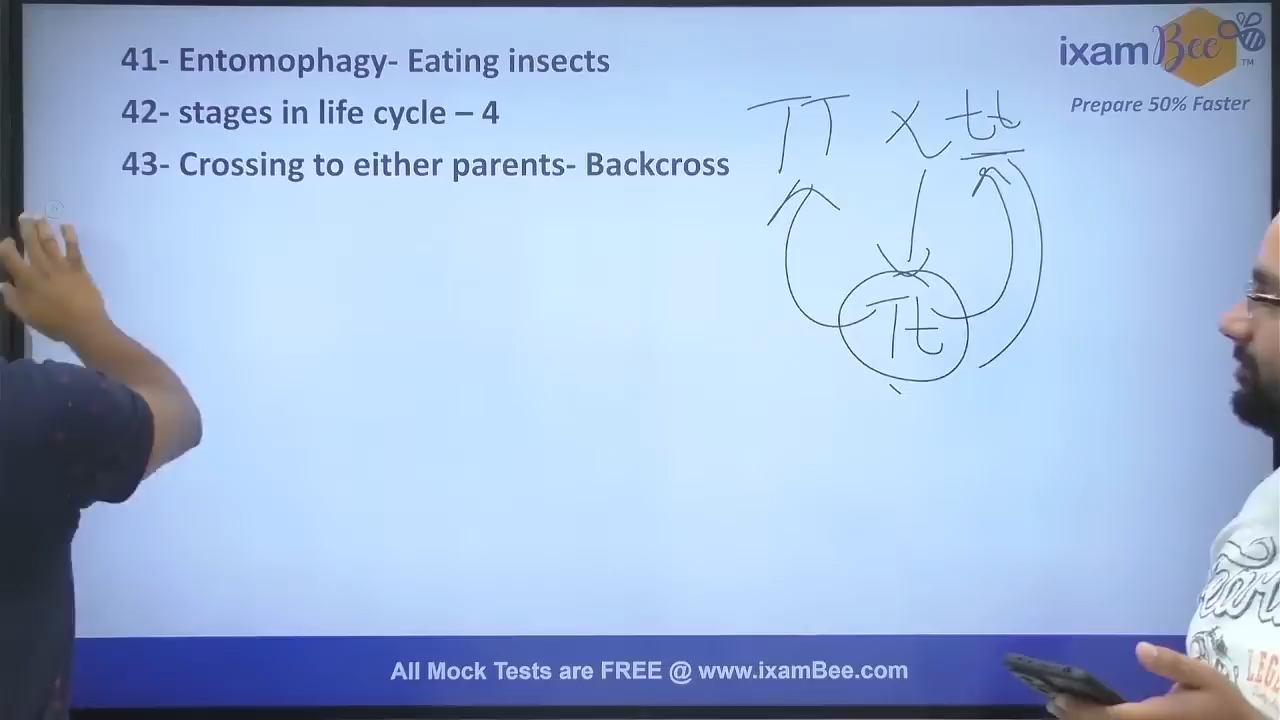 41- Entomophagy- Eating insects
42- stages in life cycle – 4
43- Crossing to either parents- Backcross
ixamBee™
Prepare 50% Faster
TT x tt
Tt
All Mock Tests are FREE @ www.ixamBee.com